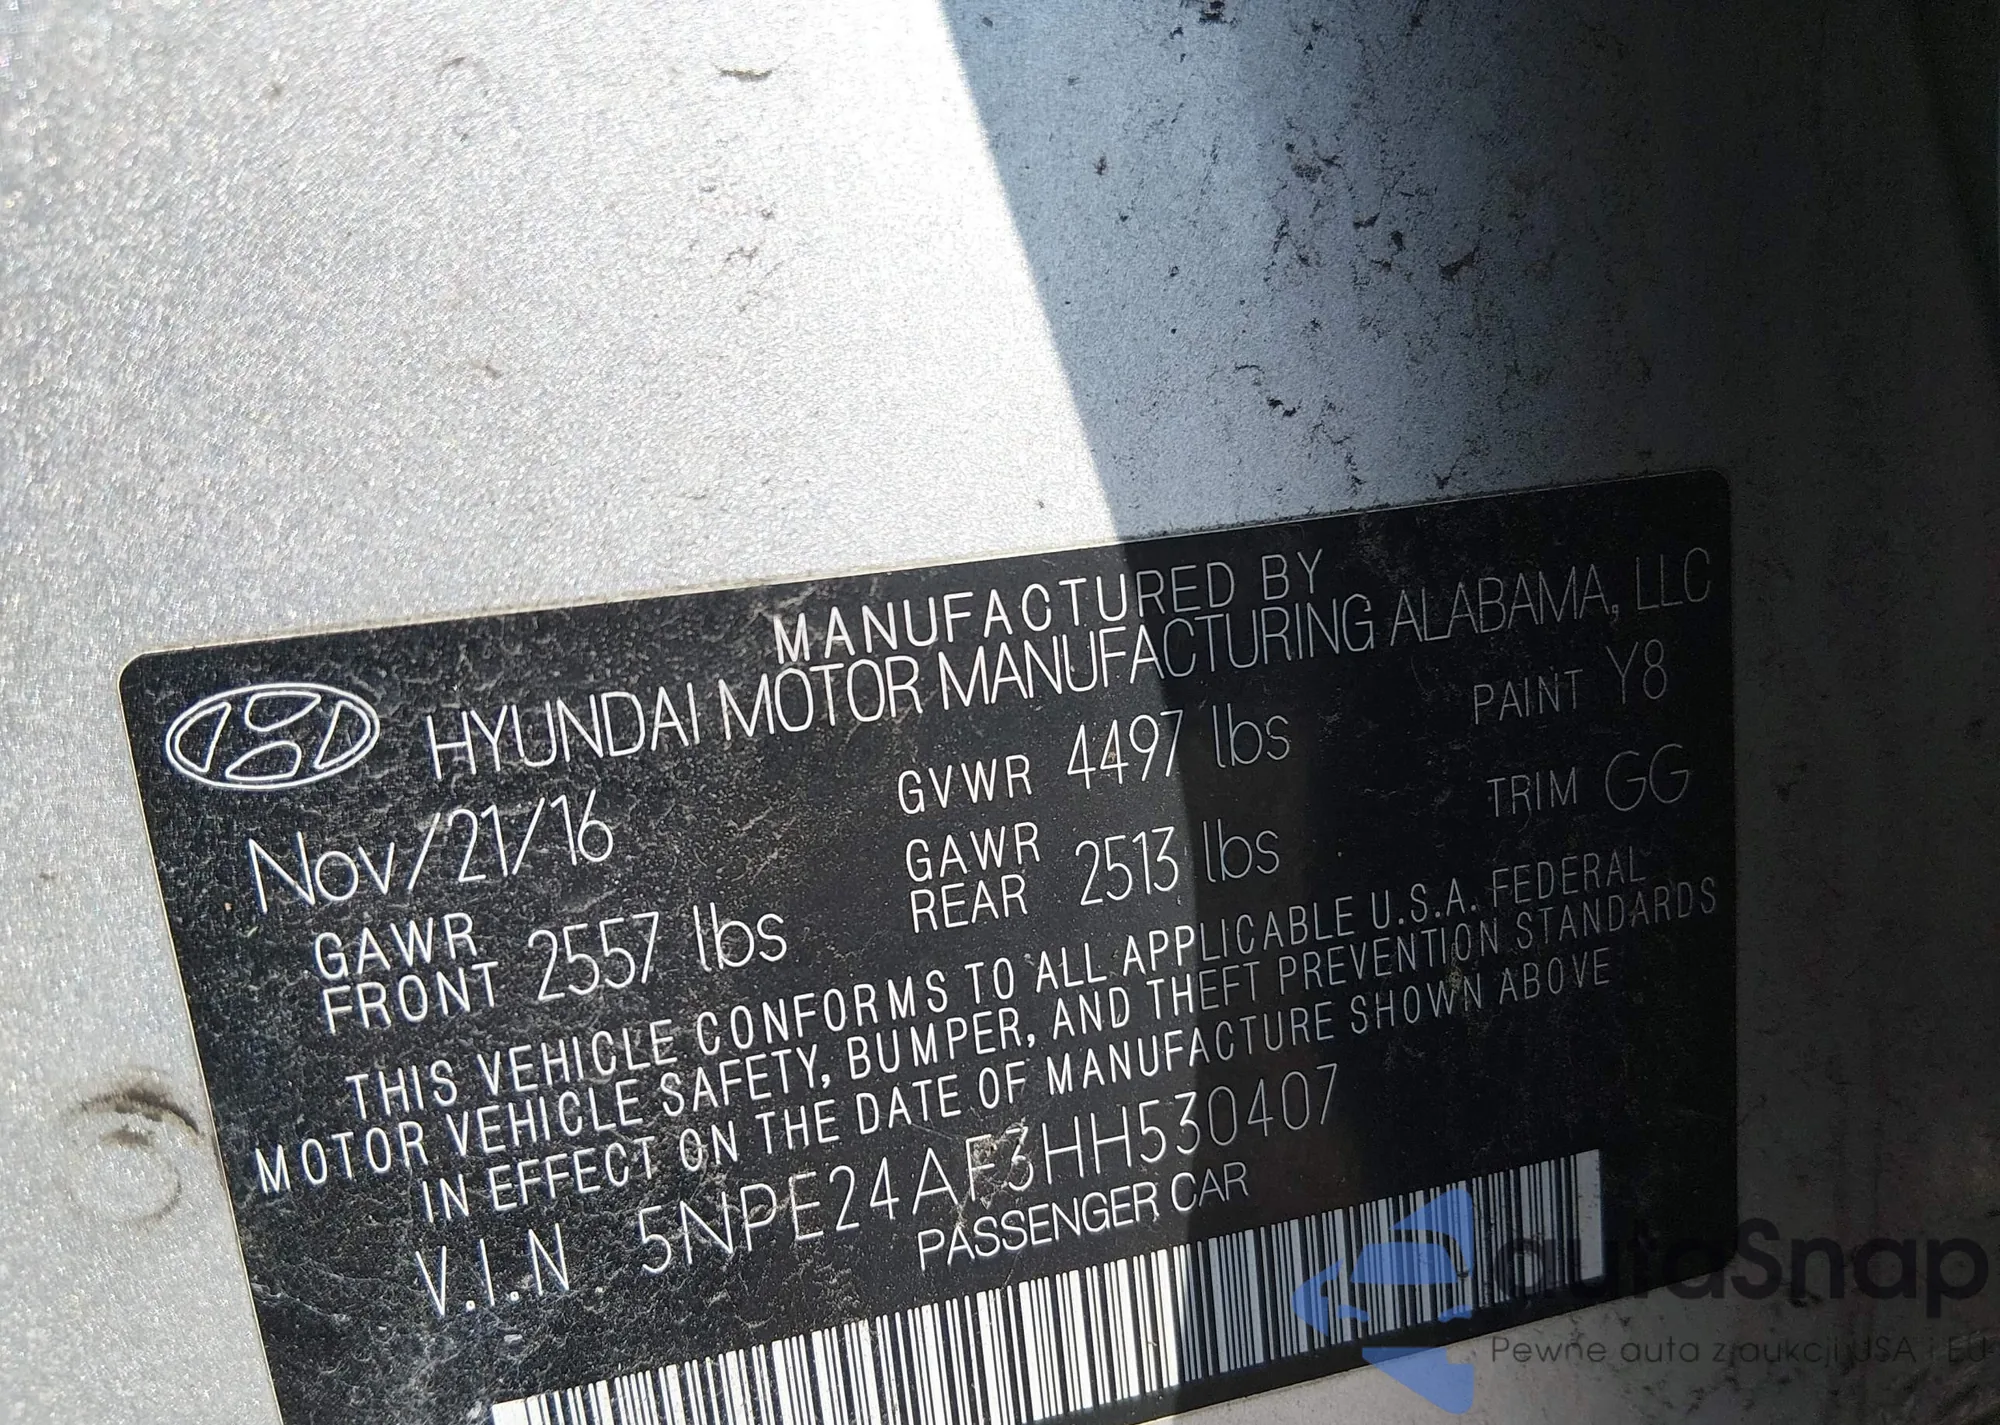 MANUFACTURED BY
HYUNDAI MOTOR MANUFACTURING ALABAMA, LLC
Nov/21/16 GVWR 4497 lbs PAINT Y8
GAWR FRONT 2557 lbs GAWR REAR 2513 lbs TRIM GG
THIS VEHICLE CONFORMS TO ALL APPLICABLE U.S.A. FEDERAL
MOTOR VEHICLE SAFETY, BUMPER, AND THEFT PREVENTION STANDARDS
IN EFFECT ON THE DATE OF MANUFACTURE SHOWN ABOVE
V.I.N 5NPE24AF3HH530407
PASSENGER CAR
autoSnap
Pewne auta z aukcji USA i EU